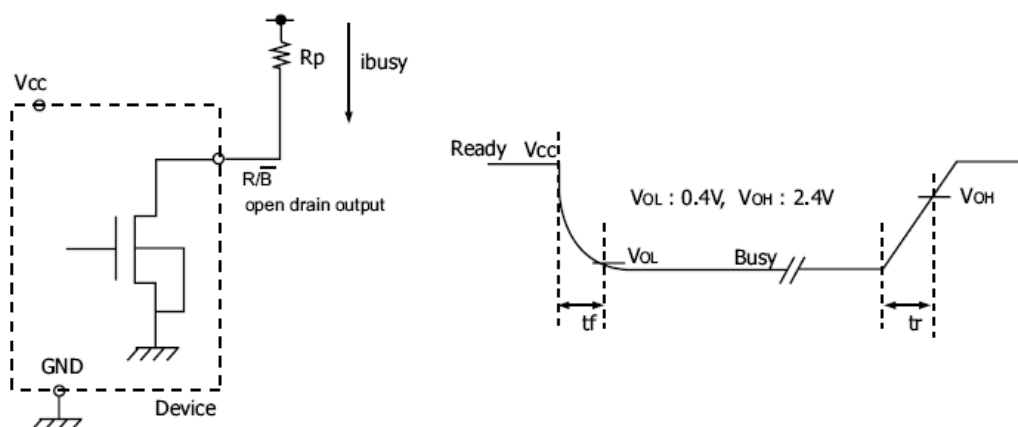 Rp
ibusy
Vcc
R/B̅
open drain output
GND
Device
Ready Vcc
VOL : 0.4V, VOH : 2.4V
VOH
VOL
Busy
tf
tr